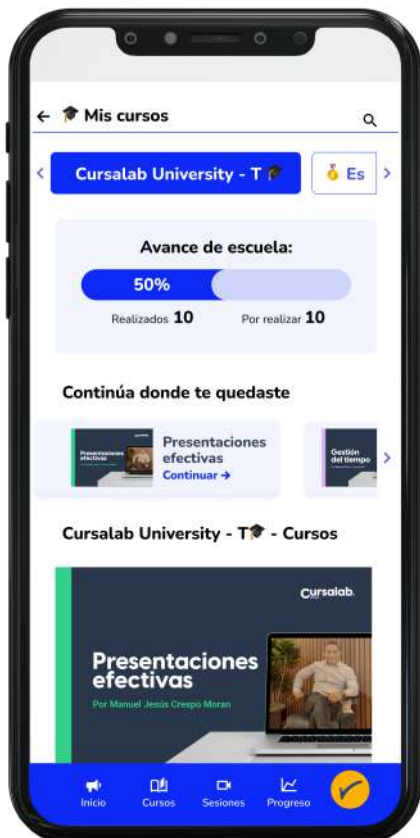 Mis cursos
Cursalab University - T
Es
Avance de escuela:
50%
Realizados 10
Por realizar 10
Continúa donde te quedaste
Presentaciones
efectivas
Presentaciones
efectivas
Continuar →
Gestión
del tiempo
Cursalab University - T - Cursos
Cursalab.
Presentaciones
efectivas
Por Manuel Jesús Crespo Moran
Inicio
Cursos
Sesiones
Progreso